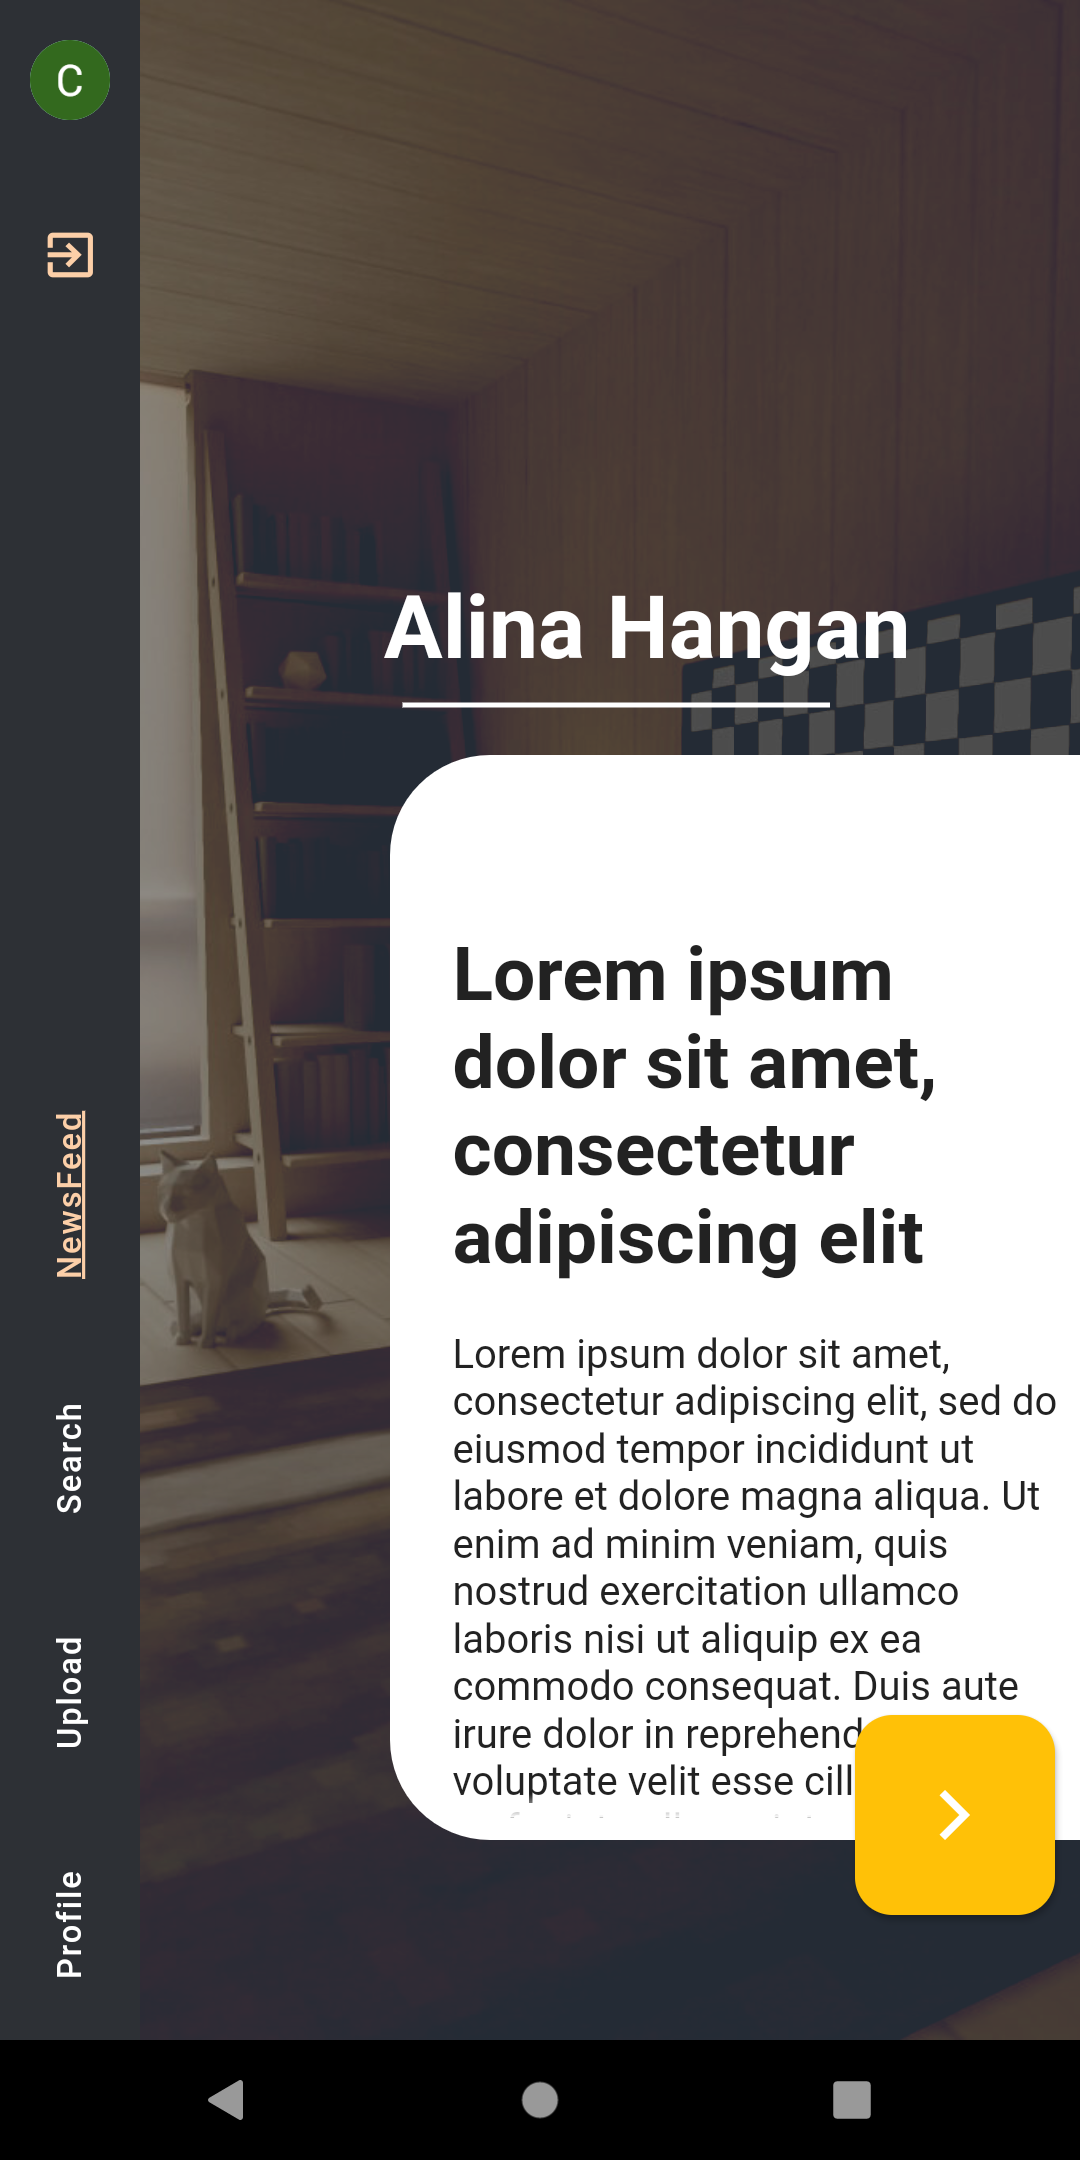 C
NewsFeed
Search
Upload
Profile
Alina Hangan
Lorem ipsum
dolor sit amet,
consectetur
adipiscing elit
Lorem ipsum dolor sit amet,
consectetur adipiscing elit, sed do
eiusmod tempor incididunt ut
labore et dolore magna aliqua. Ut
enim ad minim veniam, quis
nostrud exercitation ullamco
laboris nisi ut aliquip ex ea
commodo consequat. Duis aute
irure dolor in reprehend
voluptate velit esse cill